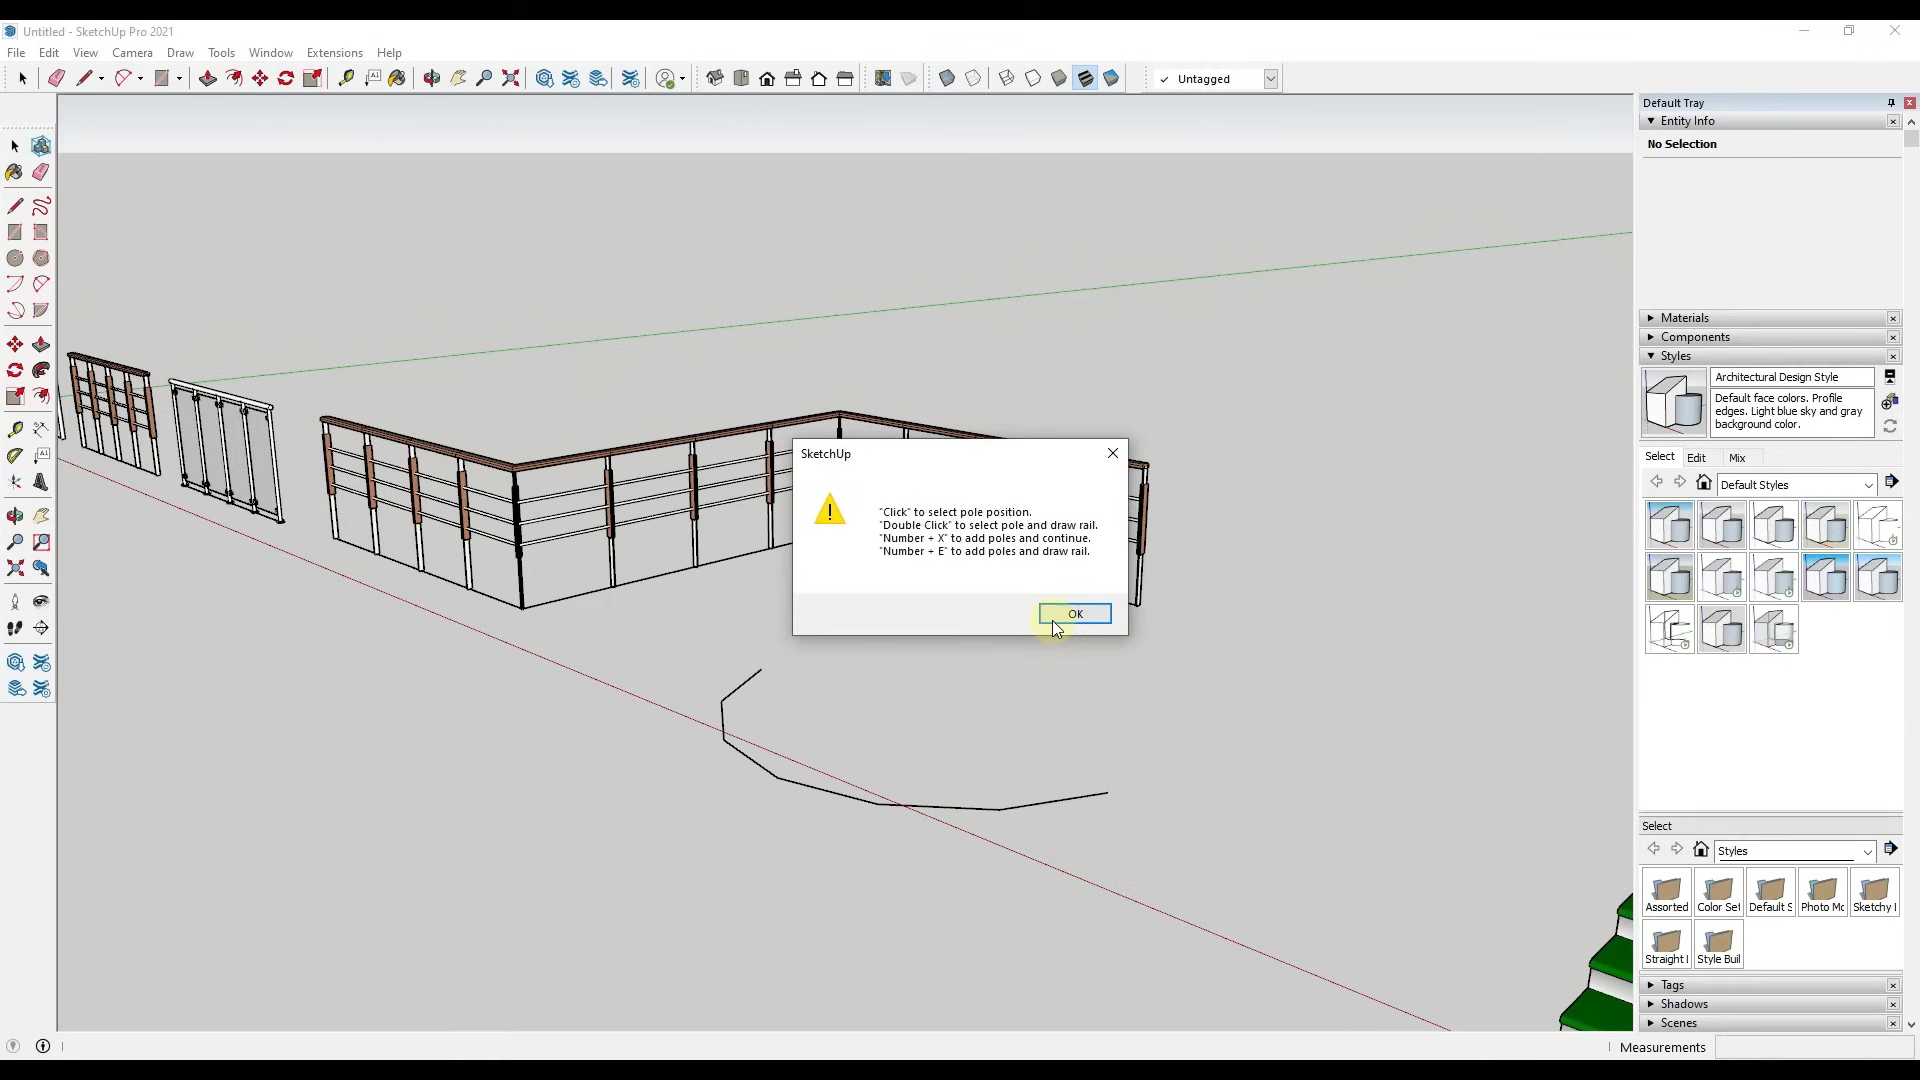 Untitled - SketchUp Pro 2021
File Edit View Camera Draw Tools Window Extensions Help
Untagged
Default Tray
Entity Info
No Selection
Materials
Components
Styles
Architectural Design Style
Default face colors. Profile
edges. Light blue sky and gray
background color.
Select Edit Mix
Default Styles
SketchUp
"Click" to select pole position.
"Double Click" to select pole and draw rail.
"Number + X" to add poles and continue.
"Number + E" to add poles and draw rail.
OK
Select
Styles
Assorted Color Set Default S Photo Mo Sketchy I
Straight l Style Buil
Tags
Shadows
Scenes
Measurements